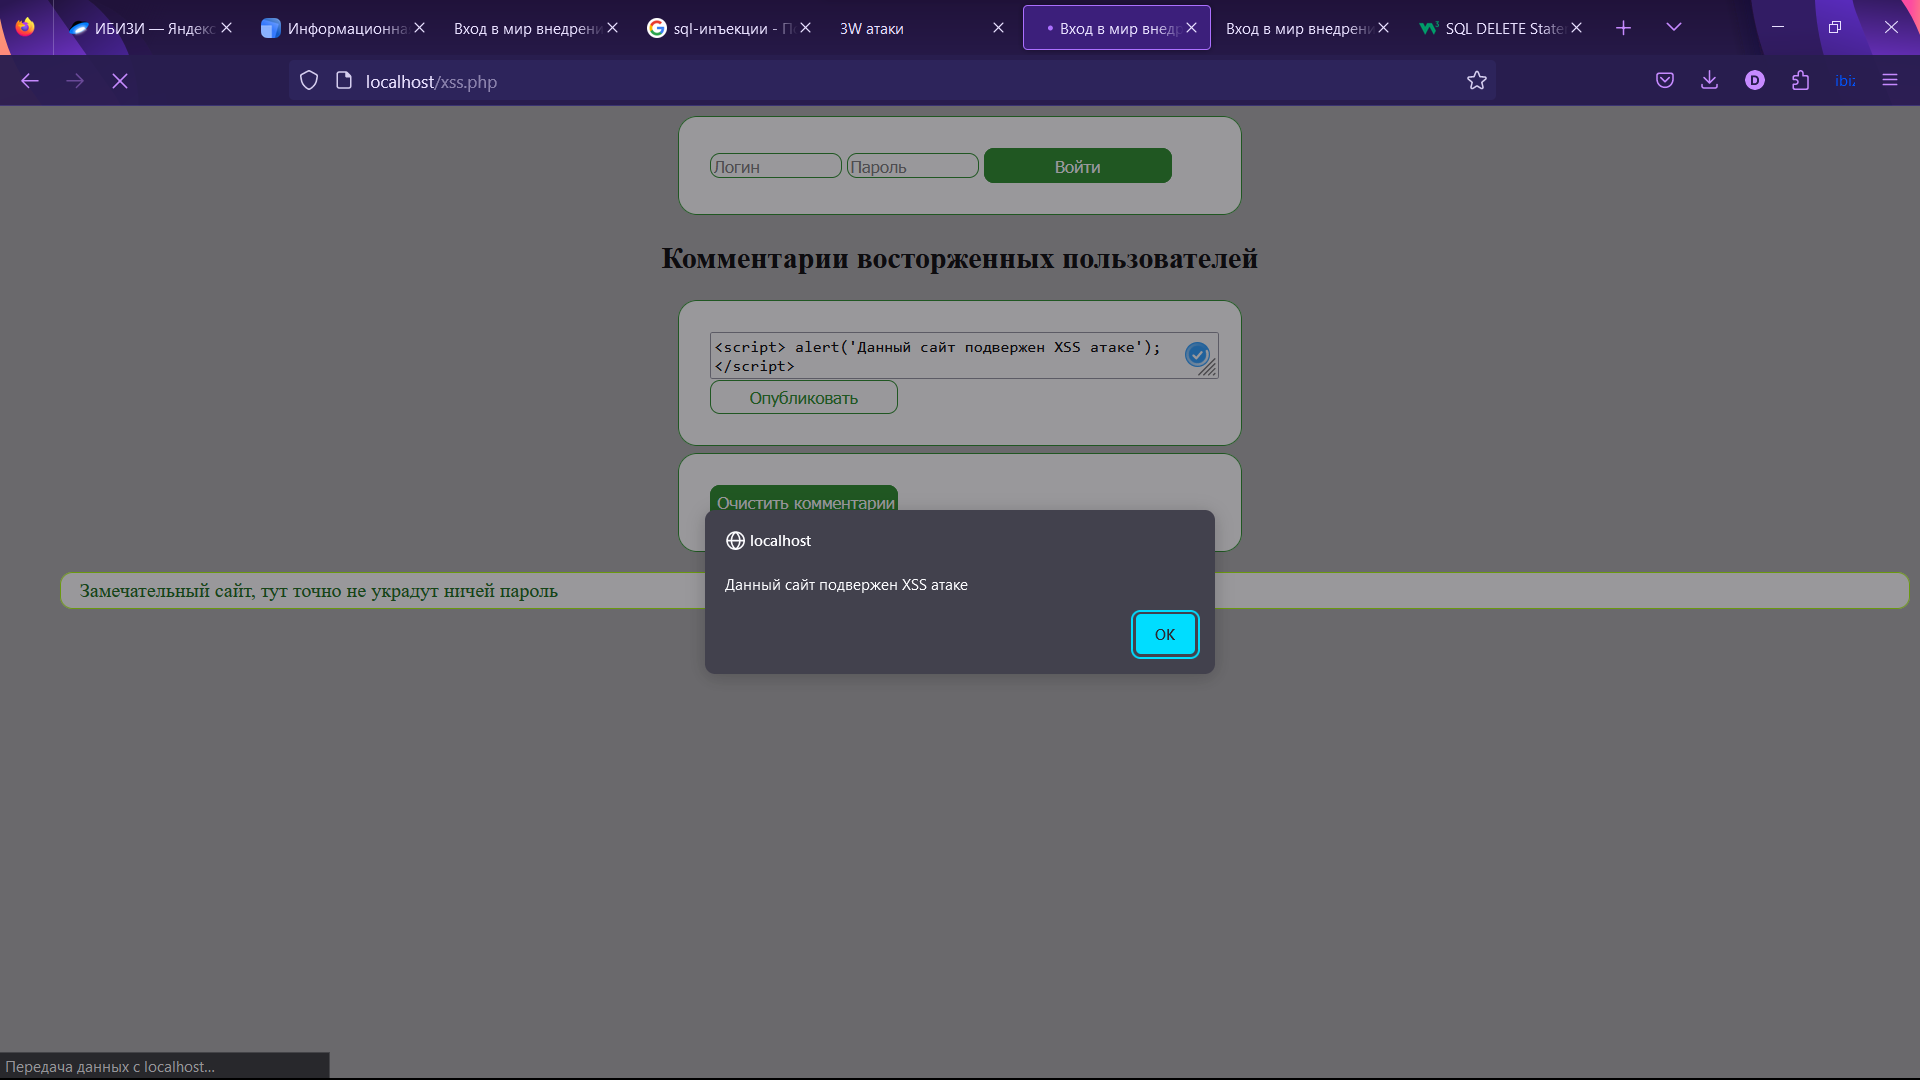 ИБИЗИ — Яндекс
Информационна
Вход в мир внедрени
sql-инъекции - По
3W атаки
Вход в мир внедр
Вход в мир внедрени
SQL DELETE State
localhost/xss.php
D
ibiz
Логин
Пароль
Войти
Комментарии восторженных пользователей
<script> alert('Данный сайт подвержен XSS атаке');
</script>
Опубликовать
Очистить комментарии
localhost
Данный сайт подвержен XSS атаке
OK
Замечательный сайт, тут точно не украдут ничей пароль
Передача данных с localhost...